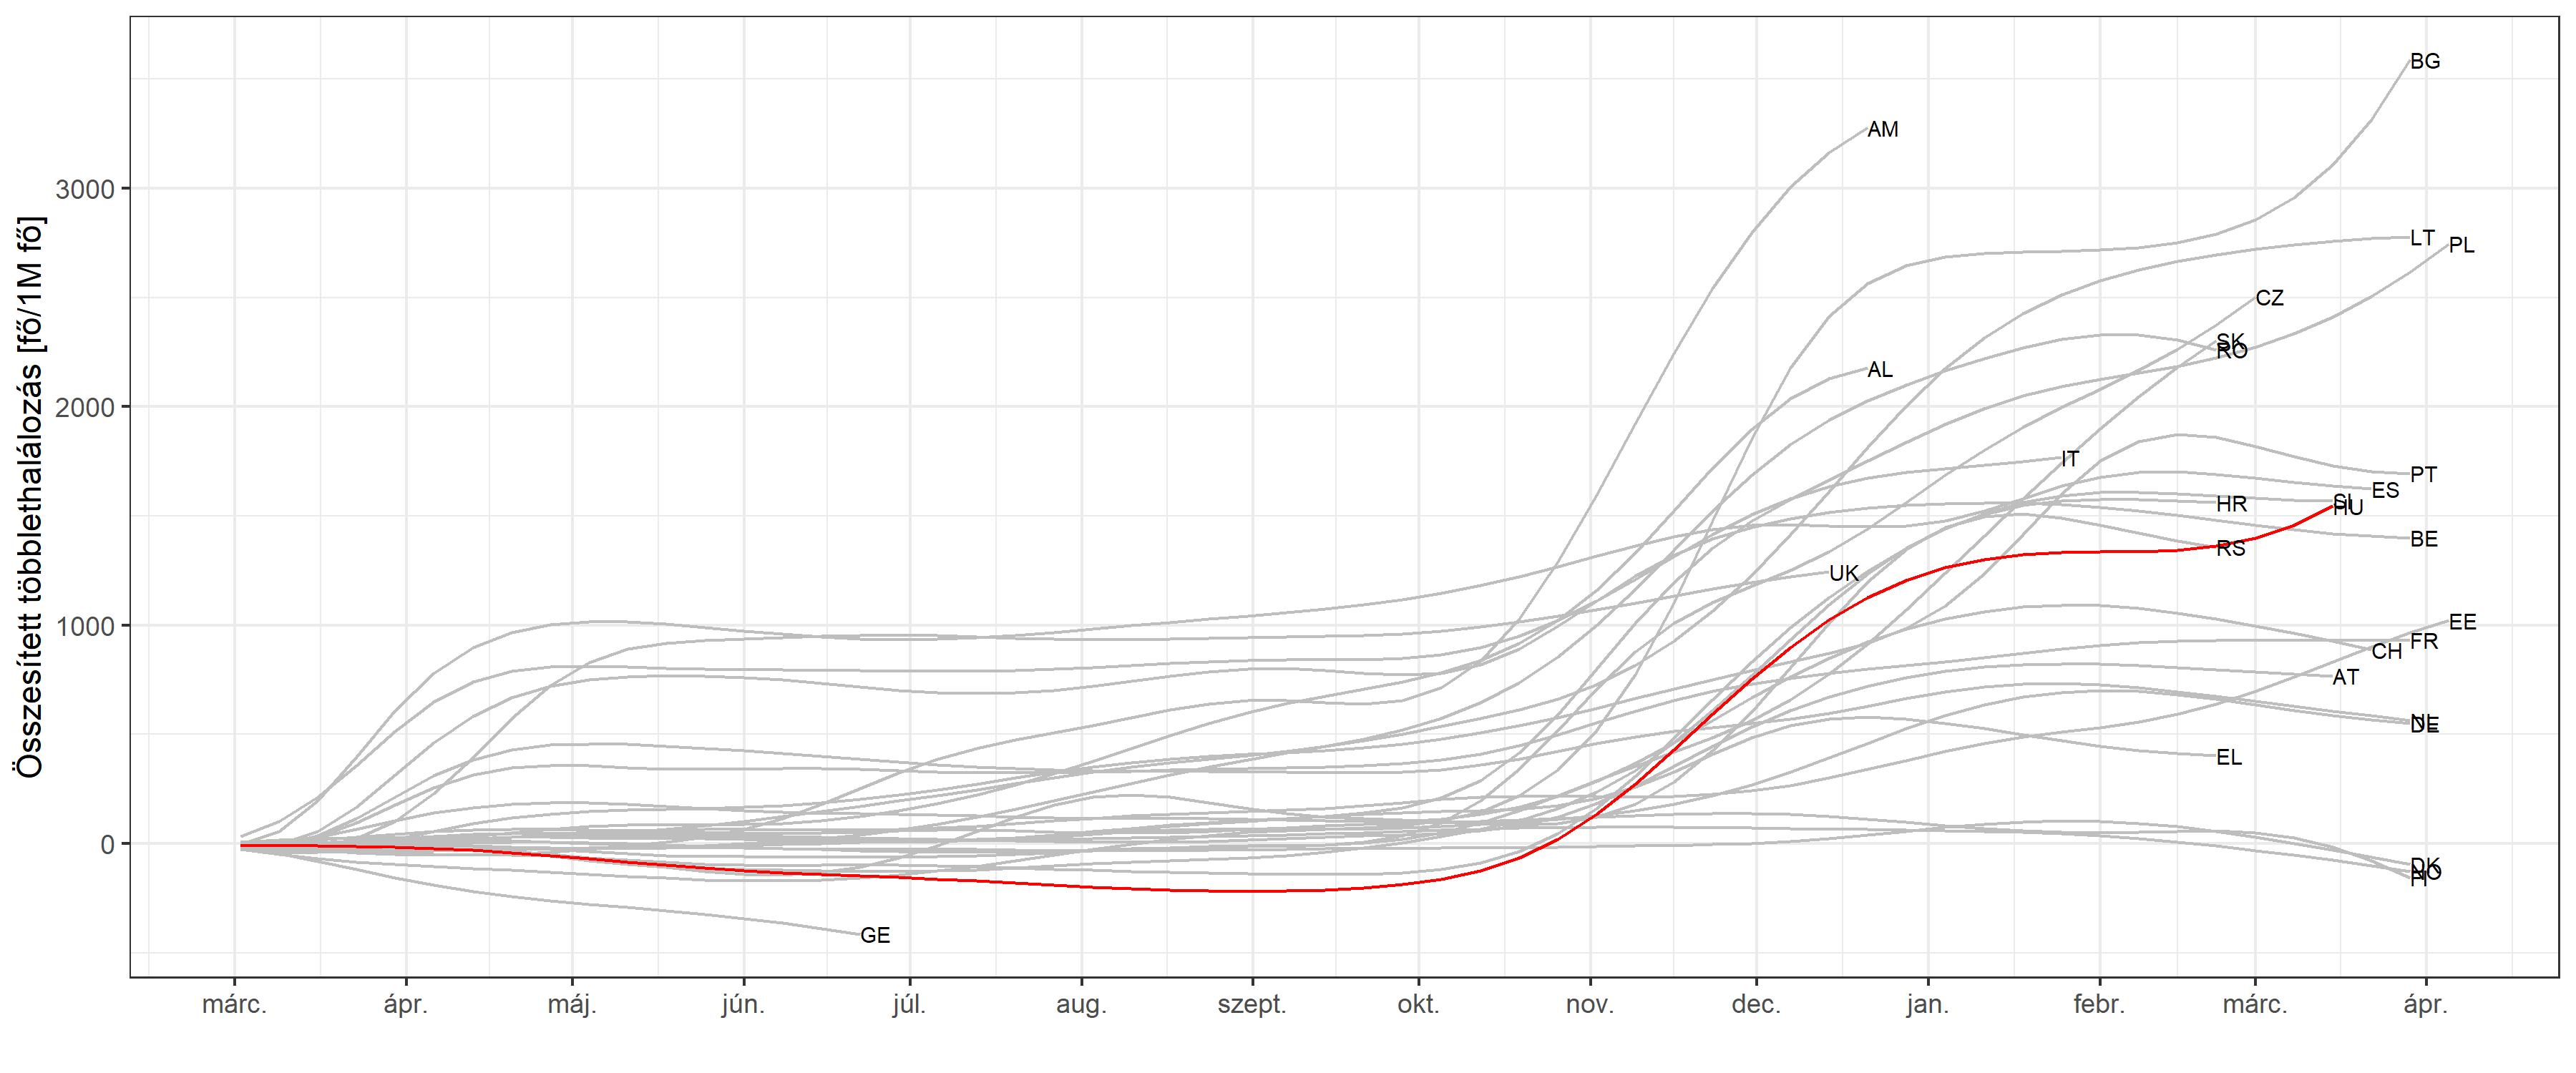 Összesített többlethalálozás [fő/1M fő]
3000
2000
1000
0
márc.
ápr.
máj.
jún.
júl.
aug.
szept.
okt.
nov.
dec.
jan.
febr.
márc.
ápr.
BG
AM
LT
PL
CZ
SK
RO
AL
IT
PT
ES
HR
SI
HU
BE
RS
UK
EE
FR
CH
AT
NL
DE
EL
DK
NO
GE